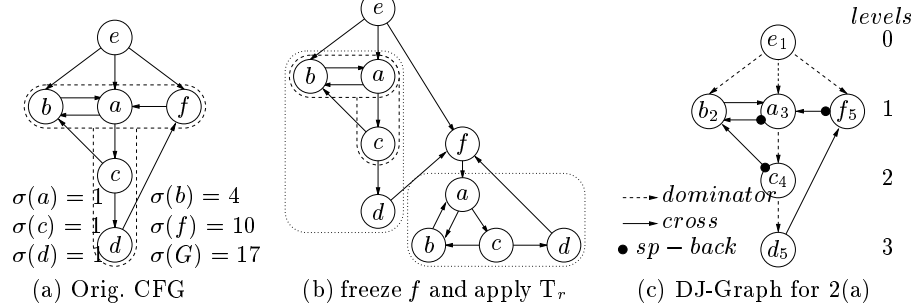 e
b a f
c
d
σ(a) = 1 σ(b) = 4
σ(c) = 1 σ(f) = 10
σ(d) = 1 σ(G) = 17
(a) Orig. CFG
e
b a
c
f
d
a
b c d
(b) freeze f and apply T_r
levels
e₁ 0
b₂ a₃ f₅ 1
c₄ 2
d₅ 3
dominator
cross
sp − back
(c) DJ-Graph for 2(a)